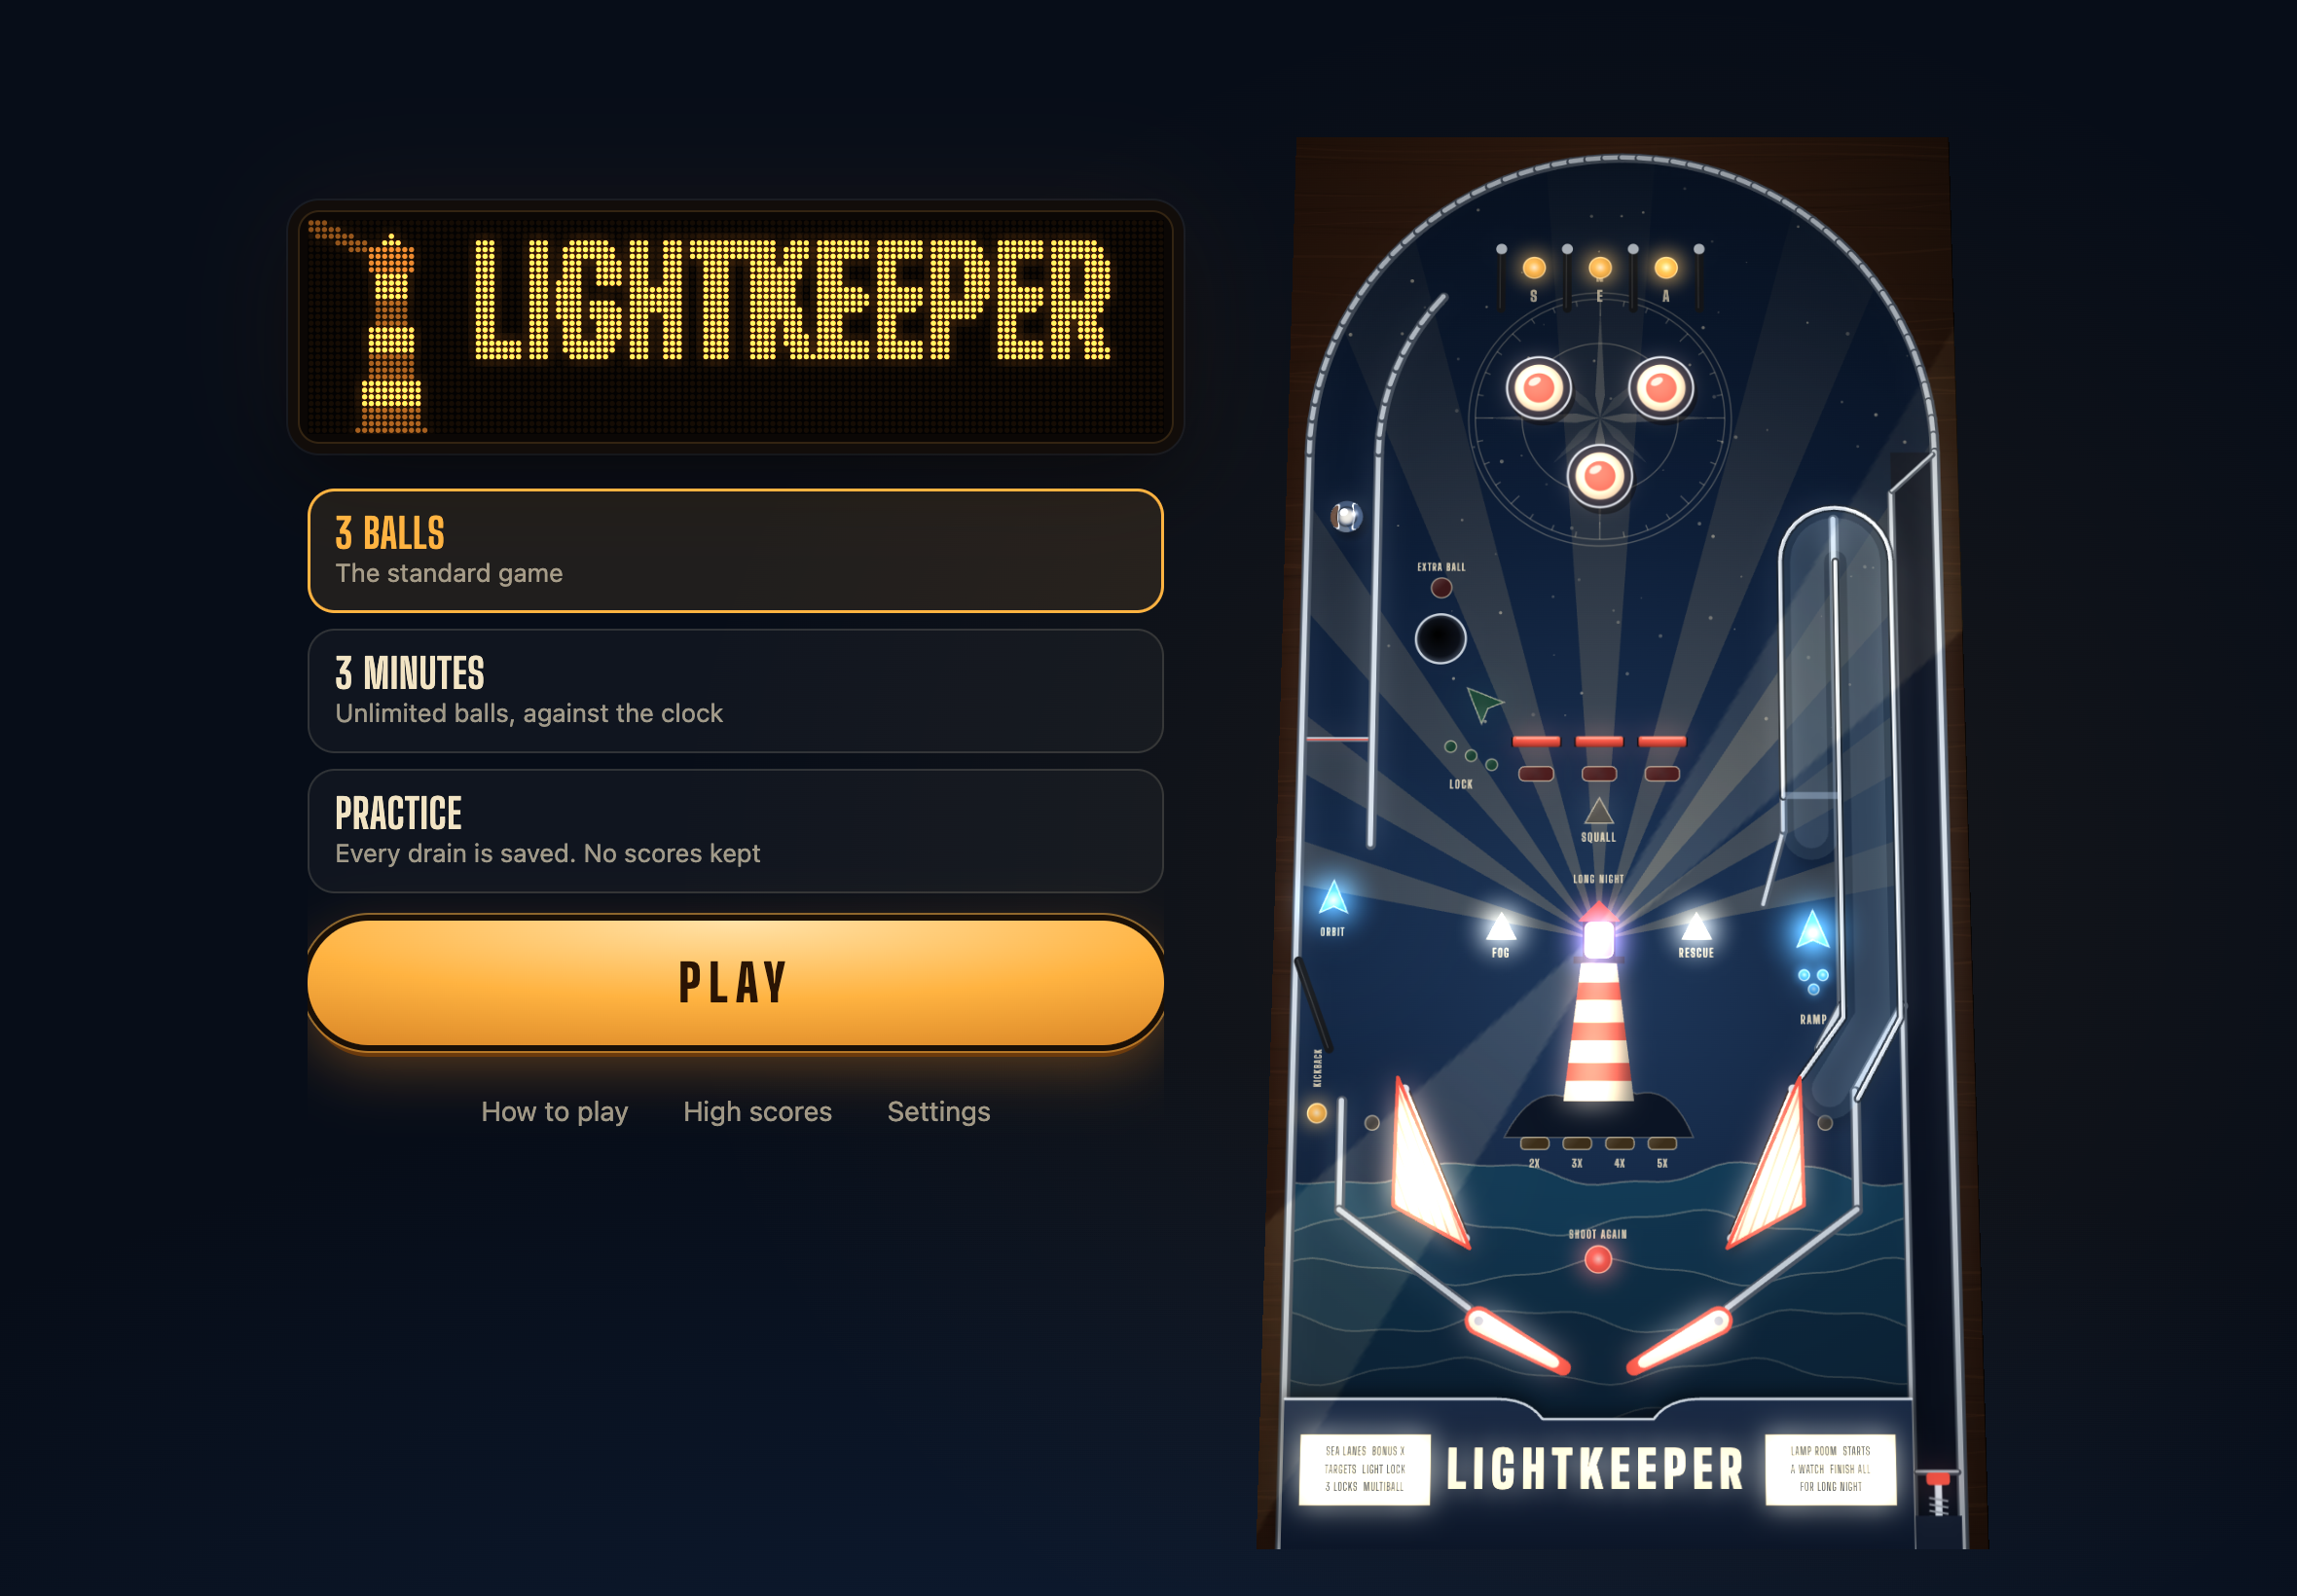 LIGHTKEEPER
3 BALLS
The standard game
3 MINUTES
Unlimited balls, against the clock
PRACTICE
Every drain is saved. No scores kept
PLAY
How to play
High scores
Settings
S E A
EXTRA BALL
LOCK
SQUALL
LONG NIGHT
ORBIT
FOG
RESCUE
RAMP
KICKBACK
2X 3X 4X 5X
SHOOT AGAIN
SEA LANES BONUS X
TARGETS LIGHT LOCK
3 LOCKS MULTIBALL
LIGHTKEEPER
LAMP ROOM STARTS
A WATCH FINISH ALL
FOR LONG NIGHT